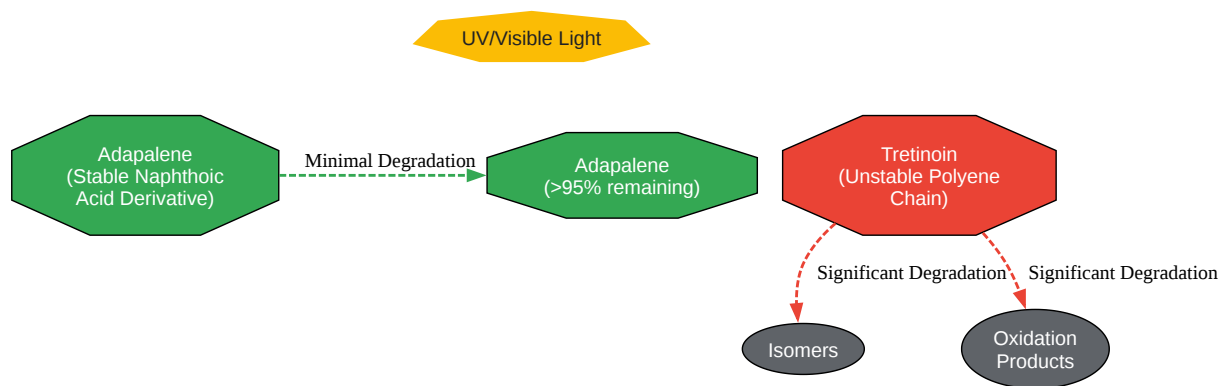 UV/Visible Light
Adapalene
(Stable Naphthoic
Acid Derivative)
Minimal Degradation
Adapalene
(>95% remaining)
Tretinoin
(Unstable Polyene
Chain)
Significant Degradation
Significant Degradation
Isomers
Oxidation
Products